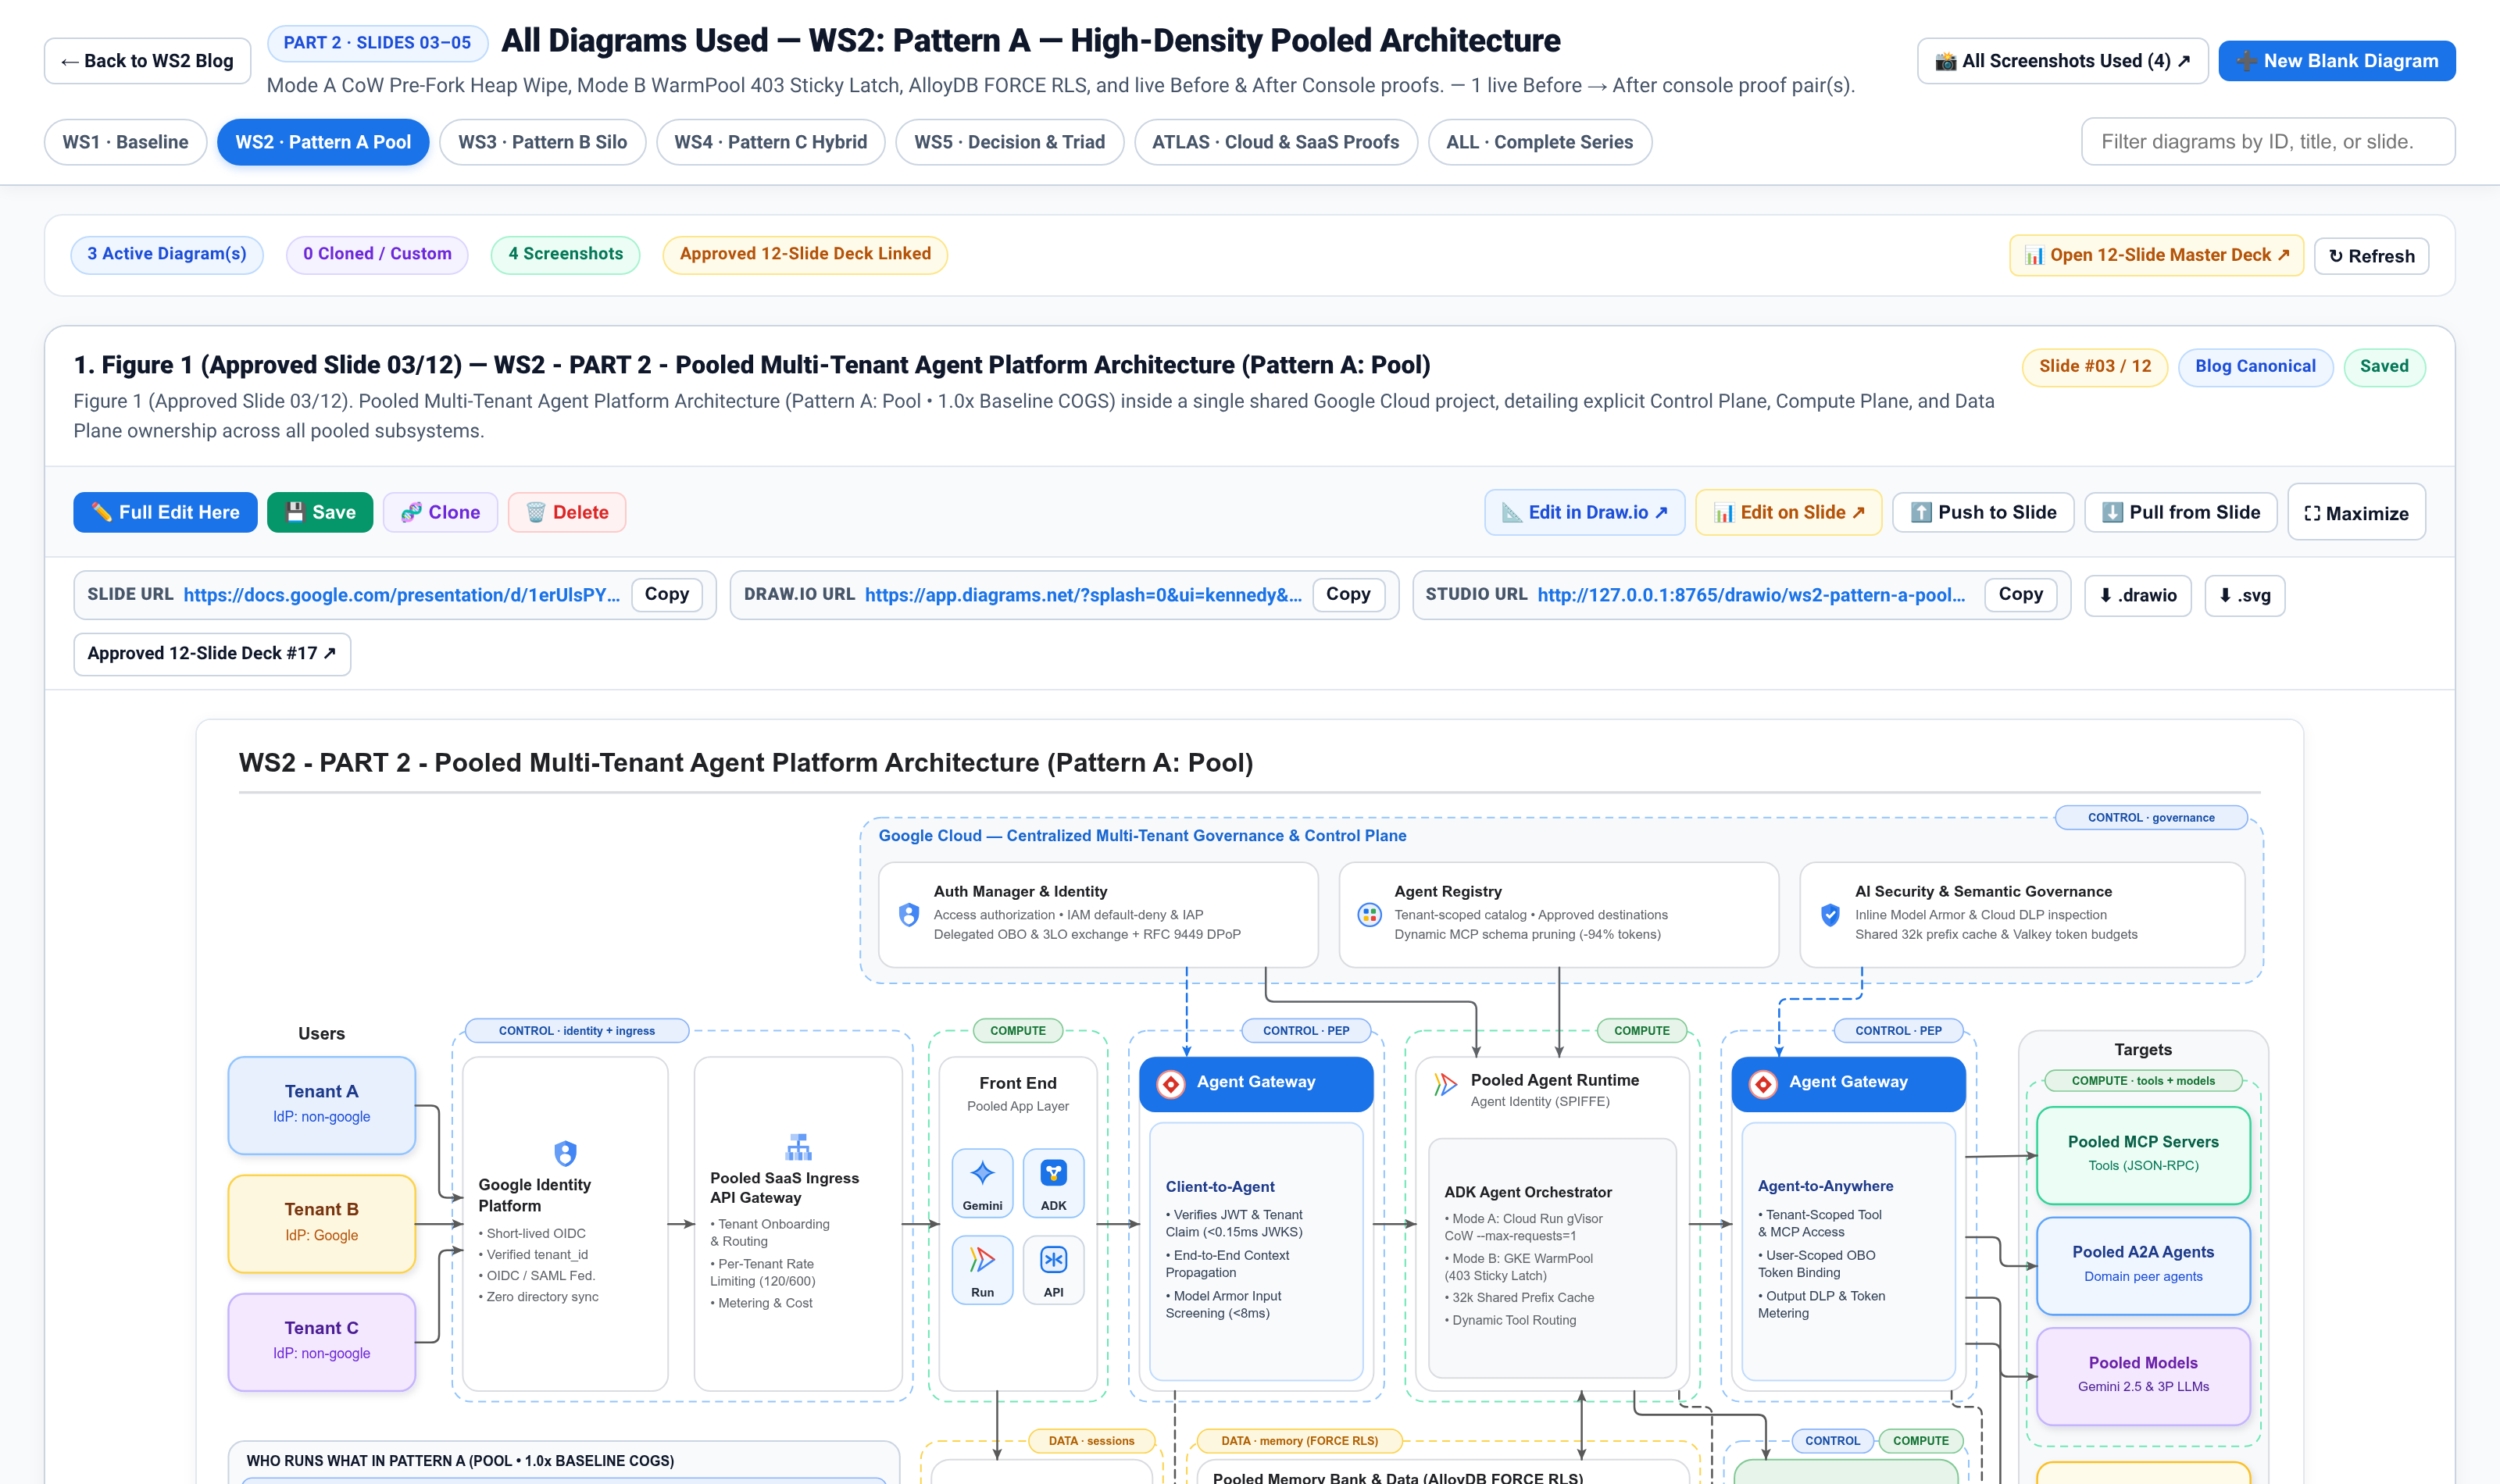 ← Back to WS2 Blog
PART 2 · SLIDES 03–05
All Diagrams Used — WS2: Pattern A — High-Density Pooled Architecture
Mode A CoW Pre-Fork Heap Wipe, Mode B WarmPool 403 Sticky Latch, AlloyDB FORCE RLS, and live Before & After Console proofs. — 1 live Before → After console proof pair(s).
📸 All Screenshots Used (4) ↗
➕ New Blank Diagram
WS1 · Baseline
WS2 · Pattern A Pool
WS3 · Pattern B Silo
WS4 · Pattern C Hybrid
WS5 · Decision & Triad
ATLAS · Cloud & SaaS Proofs
ALL · Complete Series
Filter diagrams by ID, title, or slide.
3 Active Diagram(s)
0 Cloned / Custom
4 Screenshots
Approved 12-Slide Deck Linked
📊 Open 12-Slide Master Deck ↗
↻ Refresh
1. Figure 1 (Approved Slide 03/12) — WS2 - PART 2 - Pooled Multi-Tenant Agent Platform Architecture (Pattern A: Pool)
Slide #03 / 12
Blog Canonical
Saved
Figure 1 (Approved Slide 03/12). Pooled Multi-Tenant Agent Platform Architecture (Pattern A: Pool • 1.0x Baseline COGS) inside a single shared Google Cloud project, detailing explicit Control Plane, Compute Plane, and Data
Plane ownership across all pooled subsystems.
✏️ Full Edit Here
💾 Save
🧬 Clone
🗑️ Delete
📐 Edit in Draw.io ↗
📊 Edit on Slide ↗
⬆️ Push to Slide
⬇️ Pull from Slide
⛶ Maximize
SLIDE URL https://docs.google.com/presentation/d/1erUlsPY… Copy
DRAW.IO URL https://app.diagrams.net/?splash=0&ui=kennedy&… Copy
STUDIO URL http://127.0.0.1:8765/drawio/ws2-pattern-a-pool… Copy
⬇ .drawio
⬇ .svg
Approved 12-Slide Deck #17 ↗
WS2 - PART 2 - Pooled Multi-Tenant Agent Platform Architecture (Pattern A: Pool)
CONTROL · governance
Google Cloud — Centralized Multi-Tenant Governance & Control Plane
Auth Manager & Identity
Access authorization • IAM default-deny & IAP
Delegated OBO & 3LO exchange + RFC 9449 DPoP
Agent Registry
Tenant-scoped catalog • Approved destinations
Dynamic MCP schema pruning (-94% tokens)
AI Security & Semantic Governance
Inline Model Armor & Cloud DLP inspection
Shared 32k prefix cache & Valkey token budgets
Users
Tenant A
IdP: non-google
Tenant B
IdP: Google
Tenant C
IdP: non-google
CONTROL · identity + ingress
Google Identity
Platform
• Short-lived OIDC
• Verified tenant_id
• OIDC / SAML Fed.
• Zero directory sync
Pooled SaaS Ingress
API Gateway
• Tenant Onboarding
& Routing
• Per-Tenant Rate
Limiting (120/600)
• Metering & Cost
COMPUTE
Front End
Pooled App Layer
Gemini
ADK
Run
API
CONTROL · PEP
Agent Gateway
Client-to-Agent
• Verifies JWT & Tenant
Claim (<0.15ms JWKS)
• End-to-End Context
Propagation
• Model Armor Input
Screening (<8ms)
COMPUTE
Pooled Agent Runtime
Agent Identity (SPIFFE)
ADK Agent Orchestrator
• Mode A: Cloud Run gVisor
CoW --max-requests=1
• Mode B: GKE WarmPool
(403 Sticky Latch)
• 32k Shared Prefix Cache
• Dynamic Tool Routing
CONTROL · PEP
Agent Gateway
Agent-to-Anywhere
• Tenant-Scoped Tool
& MCP Access
• User-Scoped OBO
Token Binding
• Output DLP & Token
Metering
Targets
COMPUTE · tools + models
Pooled MCP Servers
Tools (JSON-RPC)
Pooled A2A Agents
Domain peer agents
Pooled Models
Gemini 2.5 & 3P LLMs
WHO RUNS WHAT IN PATTERN A (POOL • 1.0x BASELINE COGS)
DATA · sessions
DATA · memory (FORCE RLS)
Pooled Memory Bank & Data (AlloyDB FORCE RLS)
CONTROL
COMPUTE